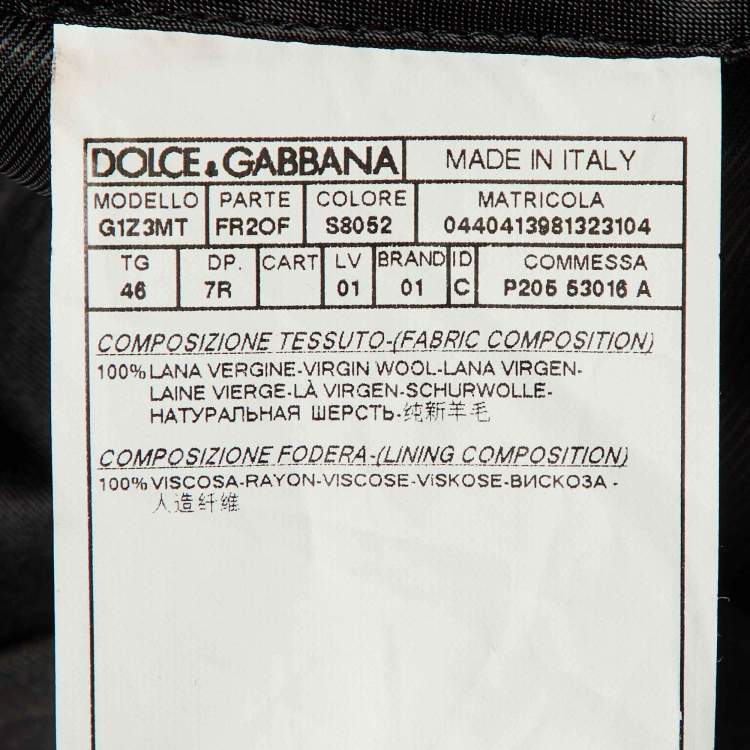 DOLCE & GABBANA MADE IN ITALY
MODELLO PARTE COLORE MATRICOLA
G1Z3MT FR2OF S8052 0440413981323104
TG DP. CART LV BRAND ID COMMESSA
46 7R 01 01 C P205 53016 A
COMPOSIZIONE TESSUTO-(FABRIC COMPOSITION)
100% LANA VERGINE-VIRGIN WOOL-LANA VIRGEN-
LAINE VIERGE-LÀ VIRGEN-SCHURWOLLE-
НАТУРАЛЬНАЯ ШЕРСТЬ-纯新羊毛
COMPOSIZIONE FODERA-(LINING COMPOSITION)
100% VISCOSA-RAYON-VISCOSE-VISKOSE-ВИСКОЗА -
人造纤维